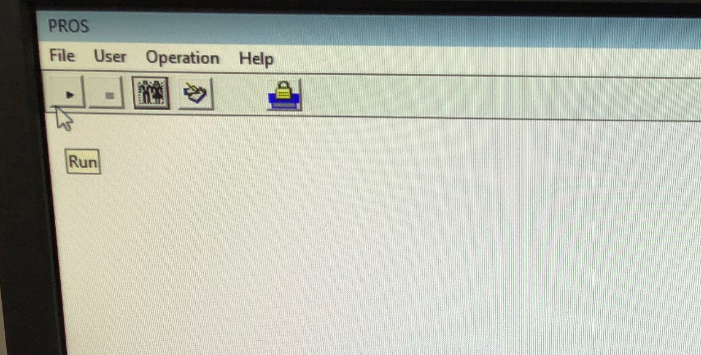 PROS
File User Operation Help
Run